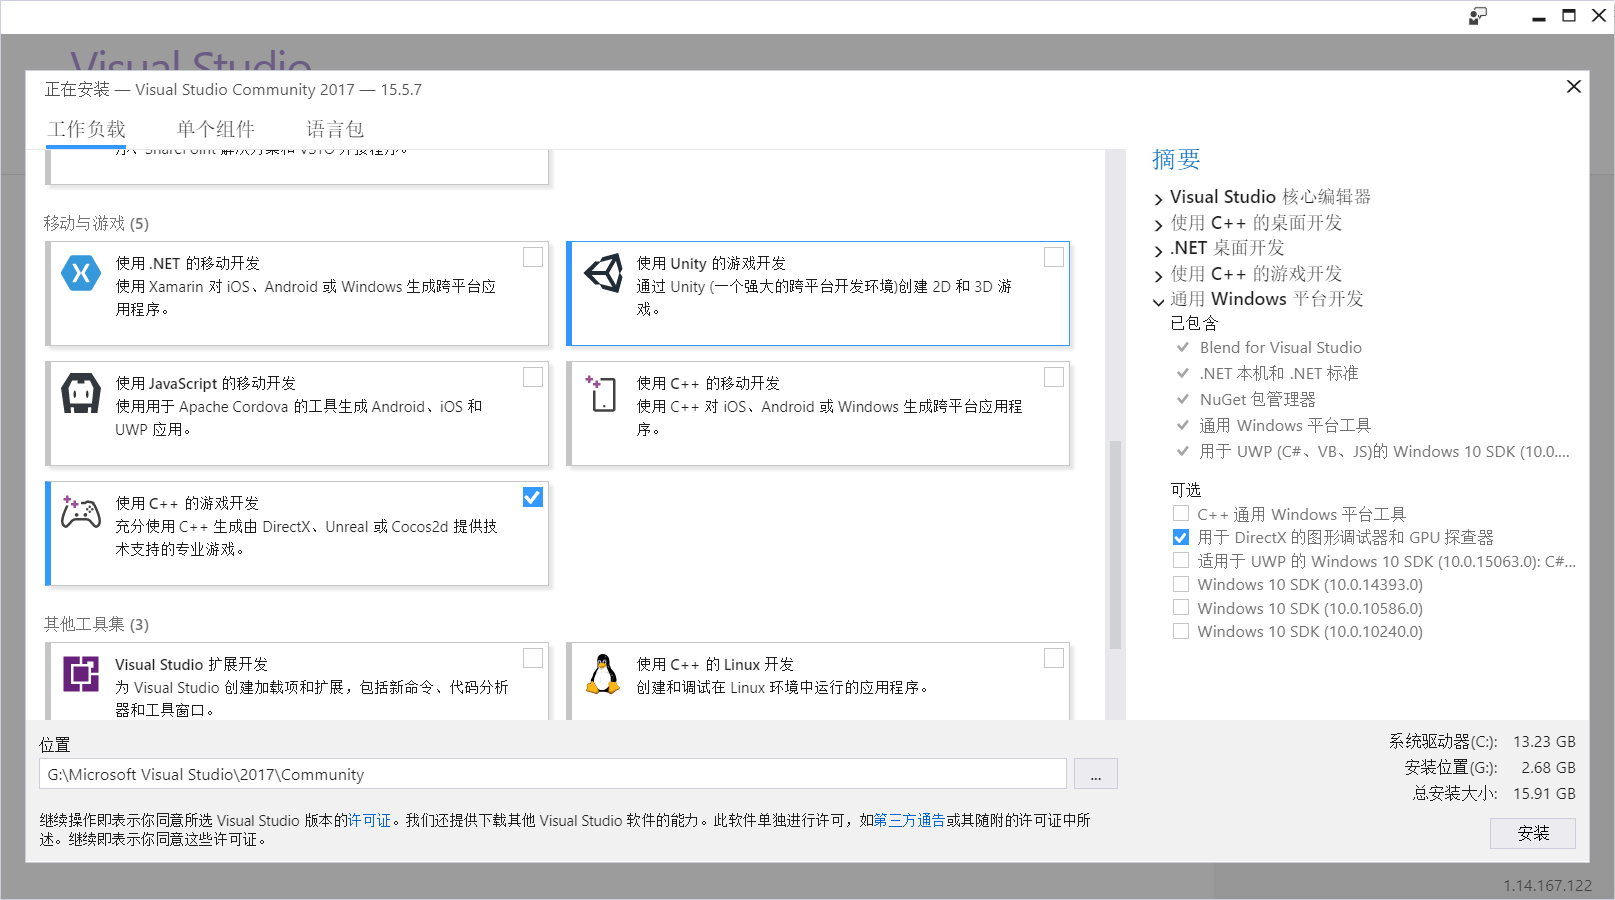 Visual Studio
正在安装 — Visual Studio Community 2017 — 15.5.7
工作负载
单个组件
语言包
序、SharePoint 解决方案和 VSTO 外接程序。
移动与游戏 (5)
使用 .NET 的移动开发
使用 Xamarin 对 iOS、Android 或 Windows 生成跨平台应
用程序。
使用 Unity 的游戏开发
通过 Unity (一个强大的跨平台开发环境)创建 2D 和 3D 游
戏。
使用 JavaScript 的移动开发
使用用于 Apache Cordova 的工具生成 Android、iOS 和
UWP 应用。
使用 C++ 的移动开发
使用 C++ 对 iOS、Android 或 Windows 生成跨平台应用程
序。
使用 C++ 的游戏开发
充分使用 C++ 生成由 DirectX、Unreal 或 Cocos2d 提供技
术支持的专业游戏。
其他工具集 (3)
Visual Studio 扩展开发
为 Visual Studio 创建加载项和扩展，包括新命令、代码分析
器和工具窗口。
使用 C++ 的 Linux 开发
创建和调试在 Linux 环境中运行的应用程序。
摘要
Visual Studio 核心编辑器
使用 C++ 的桌面开发
.NET 桌面开发
使用 C++ 的游戏开发
通用 Windows 平台开发
已包含
Blend for Visual Studio
.NET 本机和 .NET 标准
NuGet 包管理器
通用 Windows 平台工具
用于 UWP (C#、VB、JS)的 Windows 10 SDK (10.0....
可选
C++ 通用 Windows 平台工具
用于 DirectX 的图形调试器和 GPU 探查器
适用于 UWP 的 Windows 10 SDK (10.0.15063.0): C#...
Windows 10 SDK (10.0.14393.0)
Windows 10 SDK (10.0.10586.0)
Windows 10 SDK (10.0.10240.0)
位置
G:\Microsoft Visual Studio\2017\Community
...
继续操作即表示你同意所选 Visual Studio 版本的许可证。我们还提供下载其他 Visual Studio 软件的能力。此软件单独进行许可，如第三方通告或其随附的许可证中所
述。继续即表示你同意这些许可证。
系统驱动器(C:): 13.23 GB
安装位置(G:): 2.68 GB
总安装大小: 15.91 GB
安装
1.14.167.122